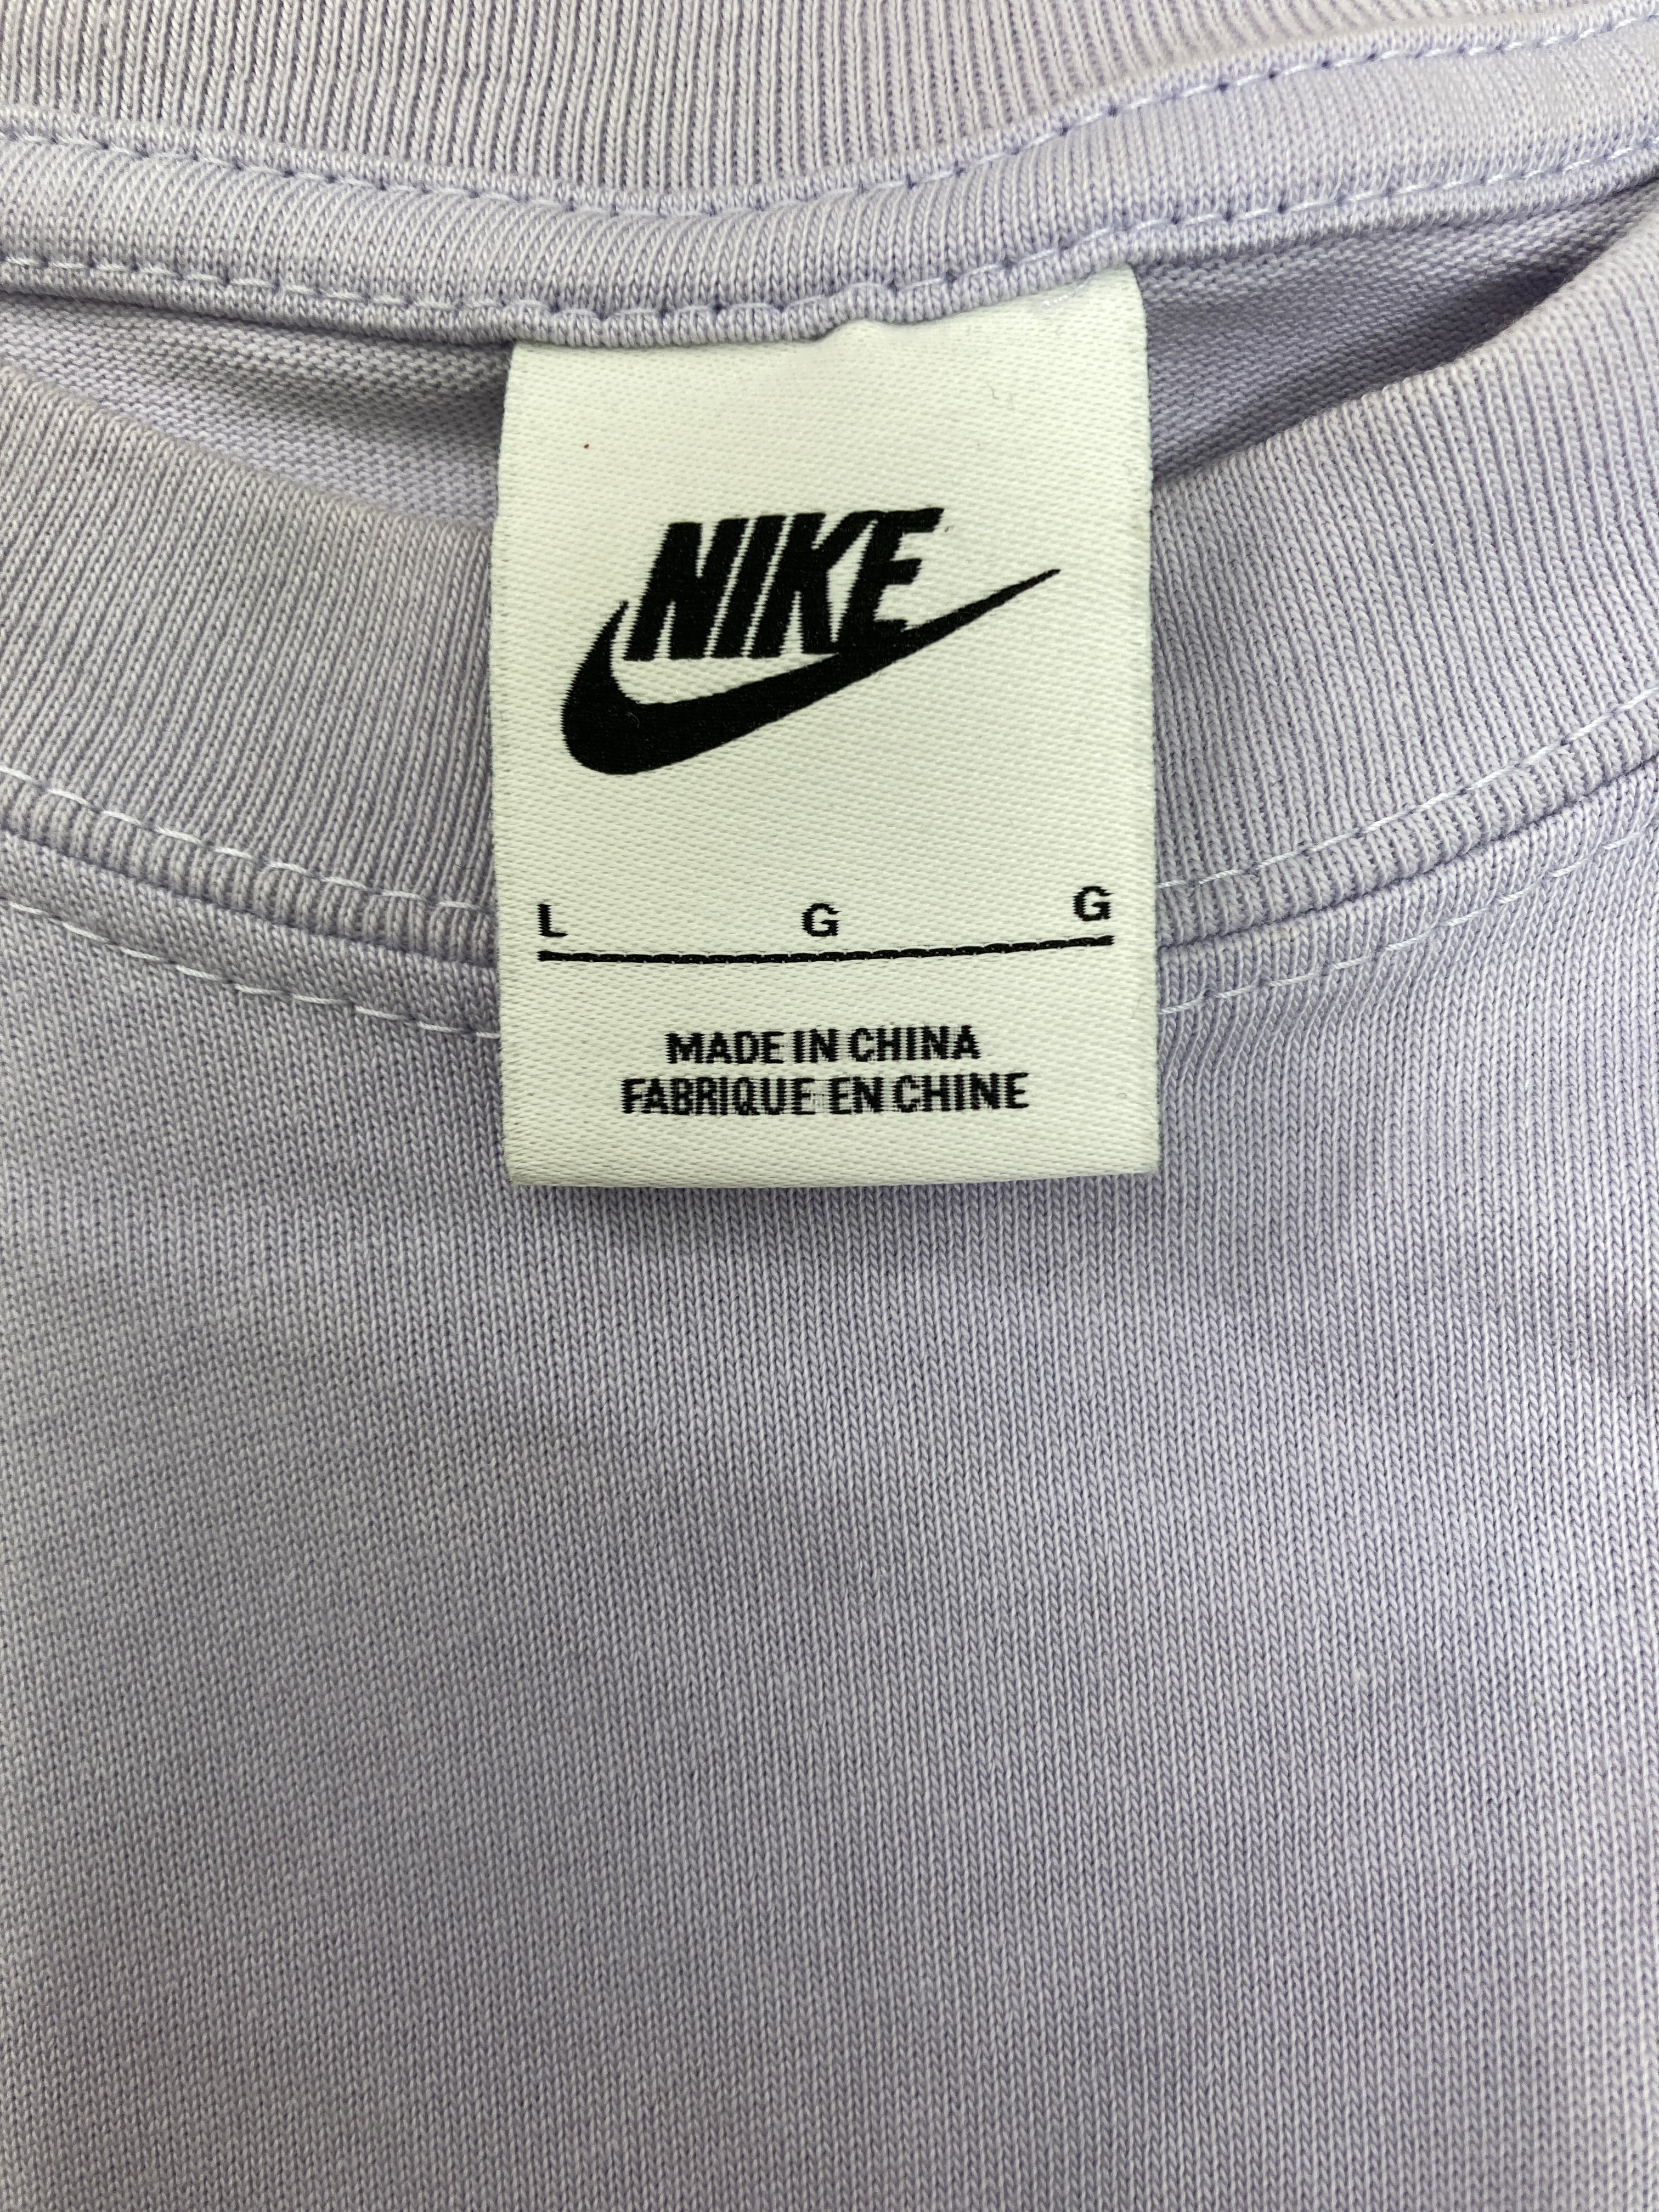 NIKE
L G G
MADE IN CHINA
FABRIQUE EN CHINE